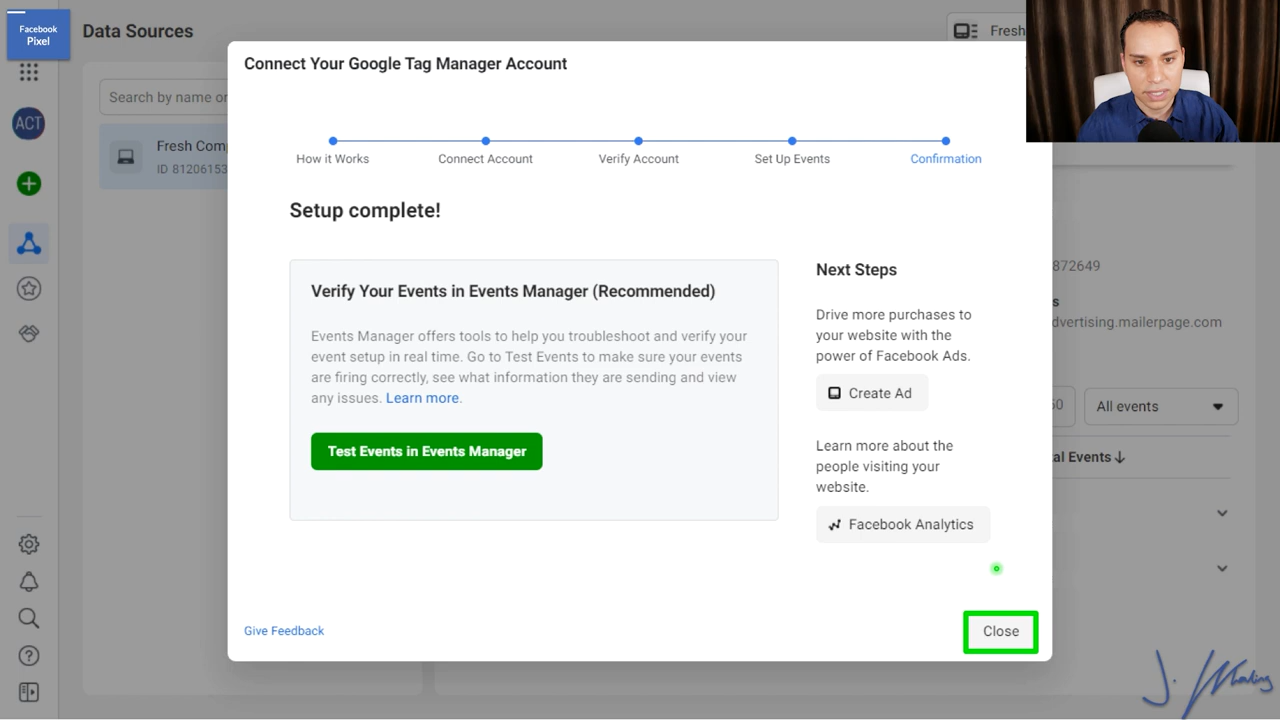 Facebook
Pixel
Data Sources
Fresh
Connect Your Google Tag Manager Account
Search by name or
ACT
Fresh Com
ID 81206153
How it Works
Connect Account
Verify Account
Set Up Events
Confirmation
Setup complete!
Verify Your Events in Events Manager (Recommended)
Events Manager offers tools to help you troubleshoot and verify your
event setup in real time. Go to Test Events to make sure your events
are firing correctly, see what information they are sending and view
any issues. Learn more.
Test Events in Events Manager
Next Steps
Drive more purchases to
your website with the
power of Facebook Ads.
Create Ad
Learn more about the
people visiting your
website.
Facebook Analytics
872649
s
dvertising.mailerpage.com
50
All events
al Events
Give Feedback
Close